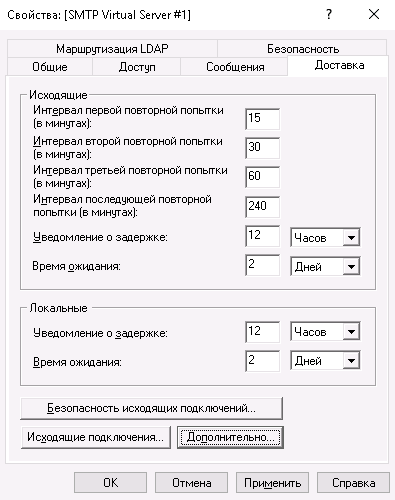 Свойства: [SMTP Virtual Server #1]
Маршрутизация LDAP
Безопасность
Общие
Доступ
Сообщения
Доставка
Исходящие
Интервал первой повторной попытки
(в минутах):
15
Интервал второй повторной попытки
(в минутах):
30
Интервал третьей повторной попытки
(в минутах):
60
Интервал последующей повторной
попытки (в минутах):
240
Уведомление о задержке:
12
Часов
Время ожидания:
2
Дней
Локальные
Уведомление о задержке:
12
Часов
Время ожидания:
2
Дней
Безопасность исходящих подключений...
Исходящие подключения...
Дополнительно...
OK
Отмена
Применить
Справка